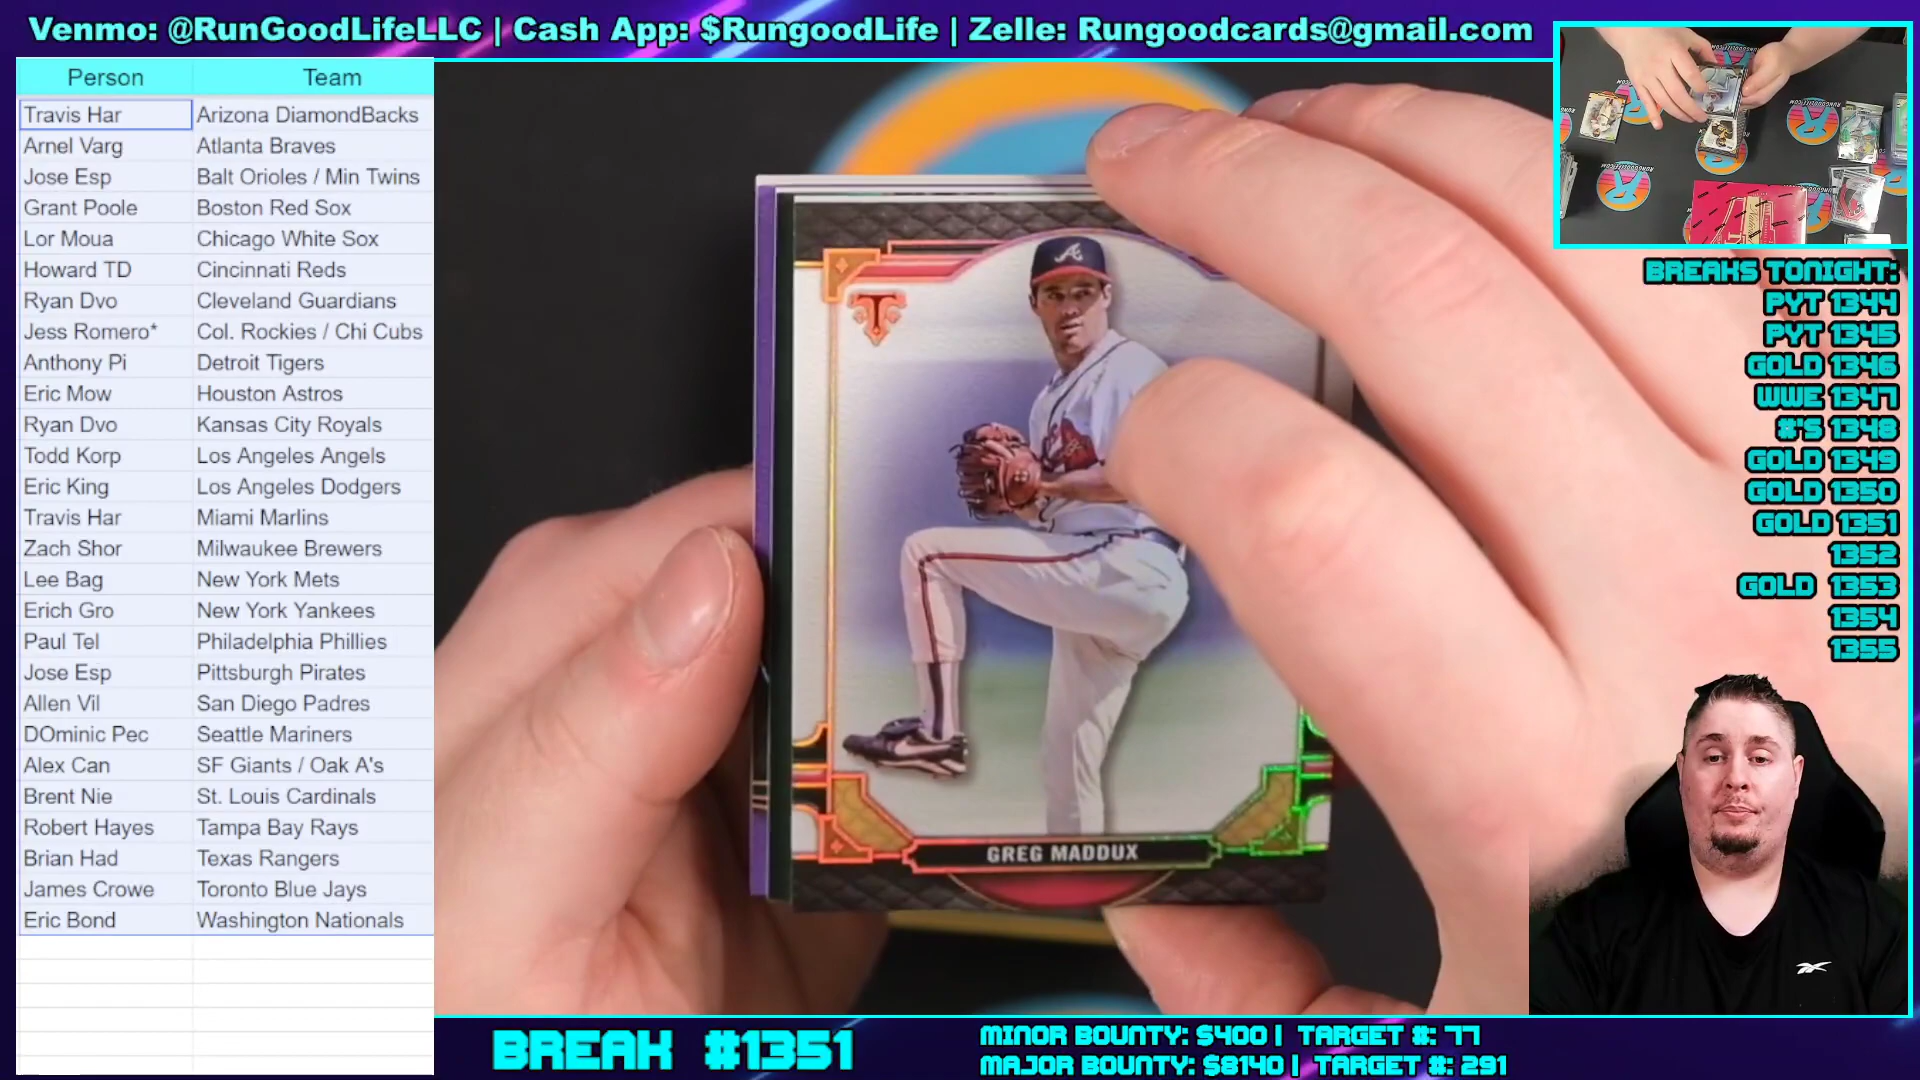 Venmo: @RunGoodLifeLLC | Cash App: $RungoodLife | Zelle: Rungoodcards@gmail.com
Person Team
Travis Har Arizona DiamondBacks
Arnel Varg Atlanta Braves
Jose Esp Balt Orioles / Min Twins
Grant Poole Boston Red Sox
Lor Moua Chicago White Sox
Howard TD Cincinnati Reds
Ryan Dvo Cleveland Guardians
Jess Romero* Col. Rockies / Chi Cubs
Anthony Pi Detroit Tigers
Eric Mow Houston Astros
Ryan Dvo Kansas City Royals
Todd Korp Los Angeles Angels
Eric King Los Angeles Dodgers
Travis Har Miami Marlins
Zach Shor Milwaukee Brewers
Lee Bag New York Mets
Erich Gro New York Yankees
Paul Tel Philadelphia Phillies
Jose Esp Pittsburgh Pirates
Allen Vil San Diego Padres
DOminic Pec Seattle Mariners
Alex Can SF Giants / Oak A's
Brent Nie St. Louis Cardinals
Robert Hayes Tampa Bay Rays
Brian Had Texas Rangers
James Crowe Toronto Blue Jays
Eric Bond Washington Nationals
A
T
GREG MADDUX
BREAKS TONIGHT:
PYT 1344
PYT 1345
GOLD 1346
WWE 1347
#'S 1348
GOLD 1349
GOLD 1350
GOLD 1351
1352
GOLD 1353
1354
1355
BREAK #1351
MINOR BOUNTY: $400 | TARGET #: 77
MAJOR BOUNTY: $8140 | TARGET #: 291